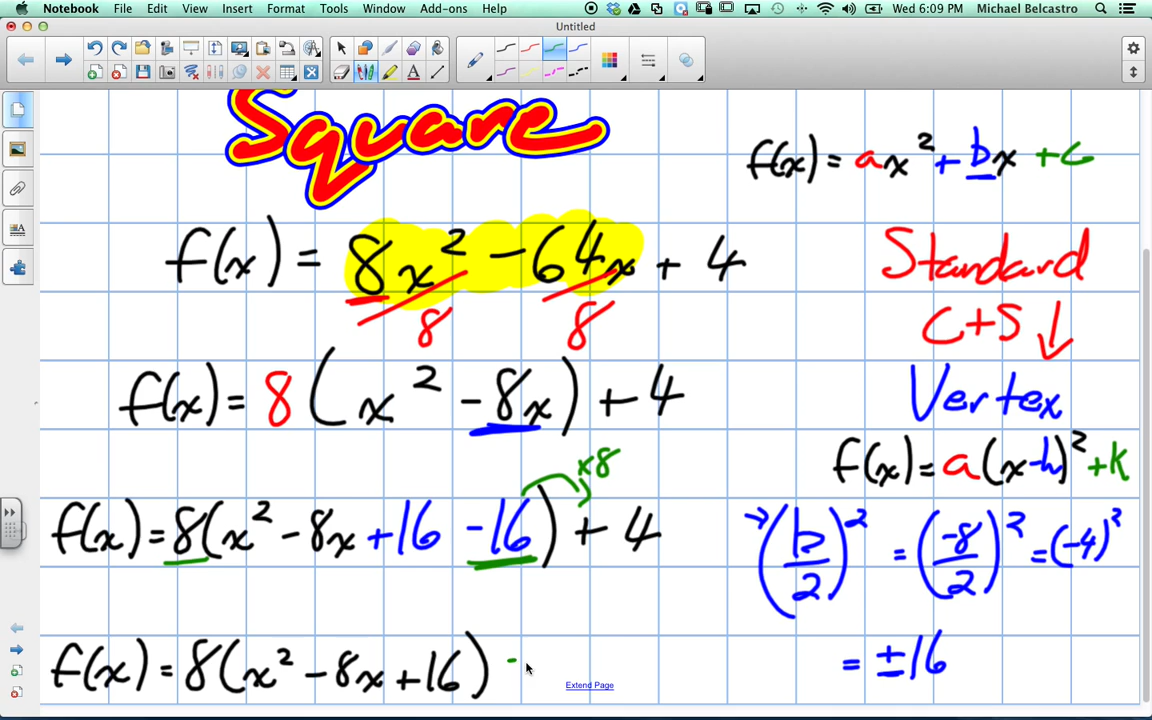 Notebook File Edit View Insert Format Tools Window Add-ons Help Wed 6:09 PM Michael Belcastro
Untitled
Square
f(x) = ax² + bx + c
f(x) = 8x² - 64x + 4
8 8
Standard
C+S ↓
f(x) = 8(x² - 8x) + 4
Vertex
f(x) = a(x-h)² + k
×8
f(x) = 8(x² - 8x + 16 - 16) + 4
→ (b/2)² = (-8/2)² = (-4)²
= ±16
f(x) = 8(x² - 8x + 16) -
Extend Page